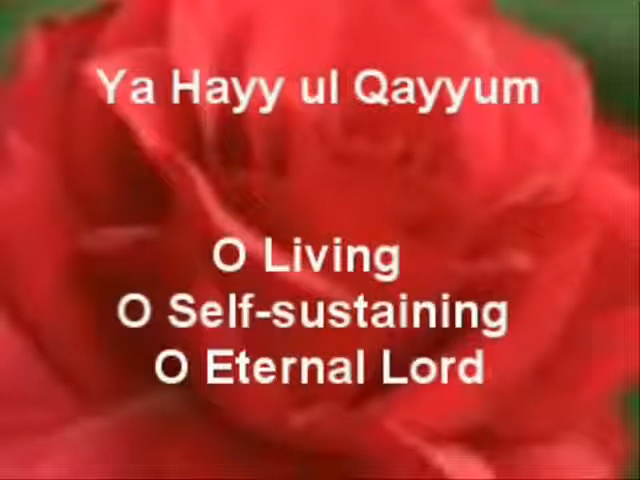 Ya Hayy ul Qayyum
O Living
O Self-sustaining
O Eternal Lord